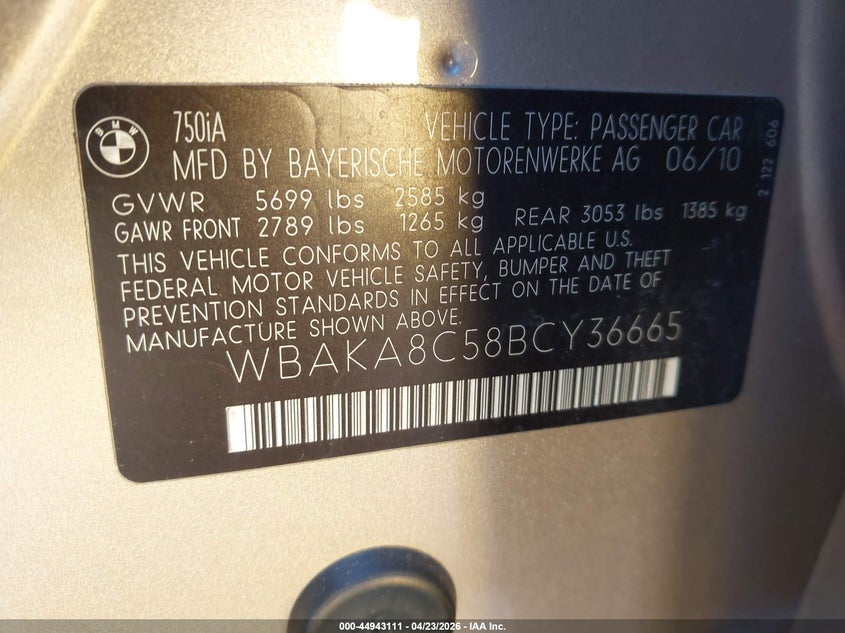 BMW
750iA VEHICLE TYPE: PASSENGER CAR
MFD BY BAYERISCHE MOTORENWERKE AG 06/10
GVWR 5699 lbs 2585 kg
GAWR FRONT 2789 lbs 1265 kg REAR 3053 lbs 1385 kg
THIS VEHICLE CONFORMS TO ALL APPLICABLE U.S.
FEDERAL MOTOR VEHICLE SAFETY, BUMPER AND THEFT
PREVENTION STANDARDS IN EFFECT ON THE DATE OF
MANUFACTURE SHOWN ABOVE.
WBAKA8C58BCY36665
2 122 606
000-44943111 - 04/23/2026 - IAA Inc.